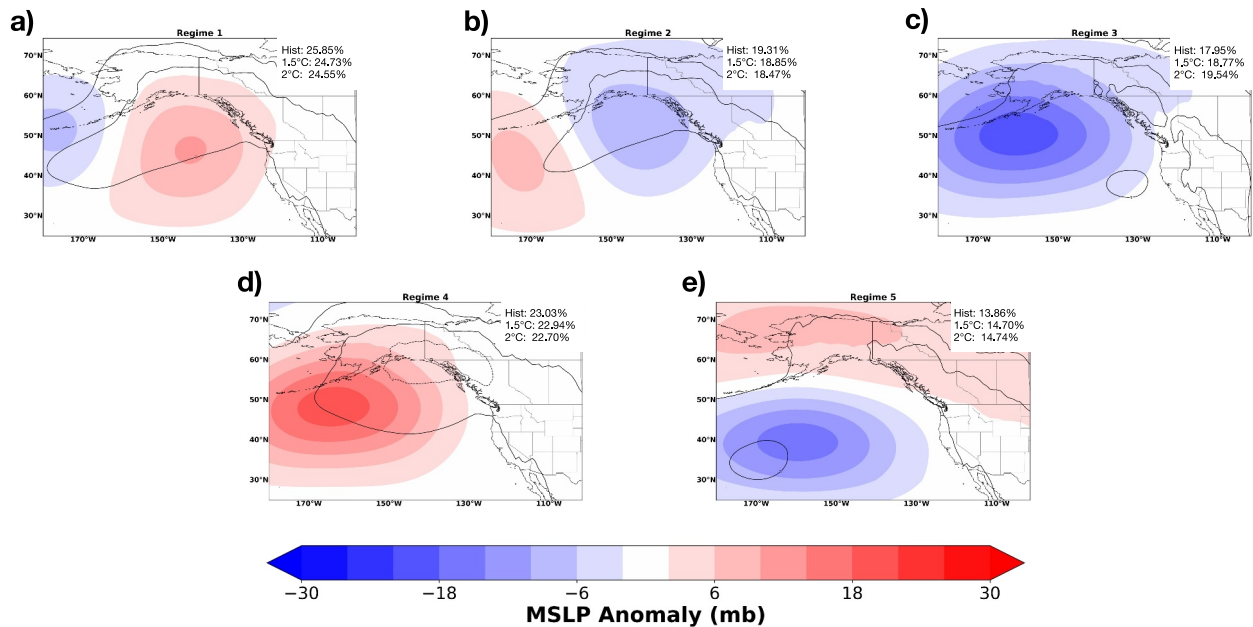 a)
Regime 1
Hist: 25.85%
1.5°C: 24.73%
2°C: 24.55%
70°N
60°N
50°N
40°N
30°N
170°W 150°W 130°W 110°W
b)
Regime 2
Hist: 19.31%
1.5°C: 18.85%
2°C: 18.47%
70°N
60°N
50°N
40°N
30°N
170°W 150°W 130°W 110°W
c)
Regime 3
Hist: 17.95%
1.5°C: 18.77%
2°C: 19.54%
70°N
60°N
50°N
40°N
30°N
170°W 150°W 130°W 110°W
d)
Regime 4
Hist: 23.03%
1.5°C: 22.94%
2°C: 22.70%
70°N
60°N
50°N
40°N
30°N
170°W 150°W 130°W 110°W
e)
Regime 5
Hist: 13.86%
1.5°C: 14.70%
2°C: 14.74%
70°N
60°N
50°N
40°N
30°N
170°W 150°W 130°W 110°W
−30 −18 −6 6 18 30
MSLP Anomaly (mb)